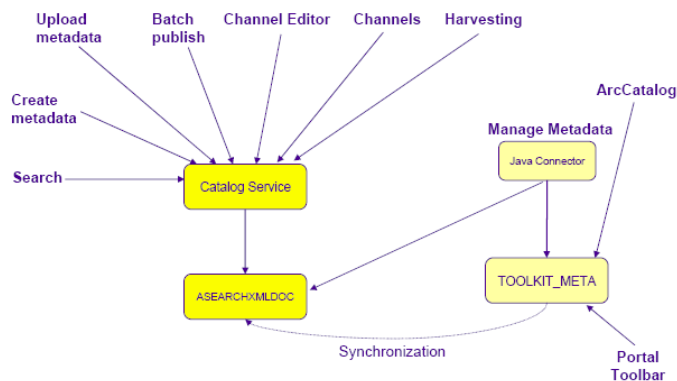 Upload
metadata
Batch
publish
Channel Editor
Channels
Harvesting
ArcCatalog
Create
metadata
Manage Metadata
Java Connector
Search
Catalog Service
ASEARCHXMLDOC
TOOLKIT_META
Synchronization
Portal
Toolbar